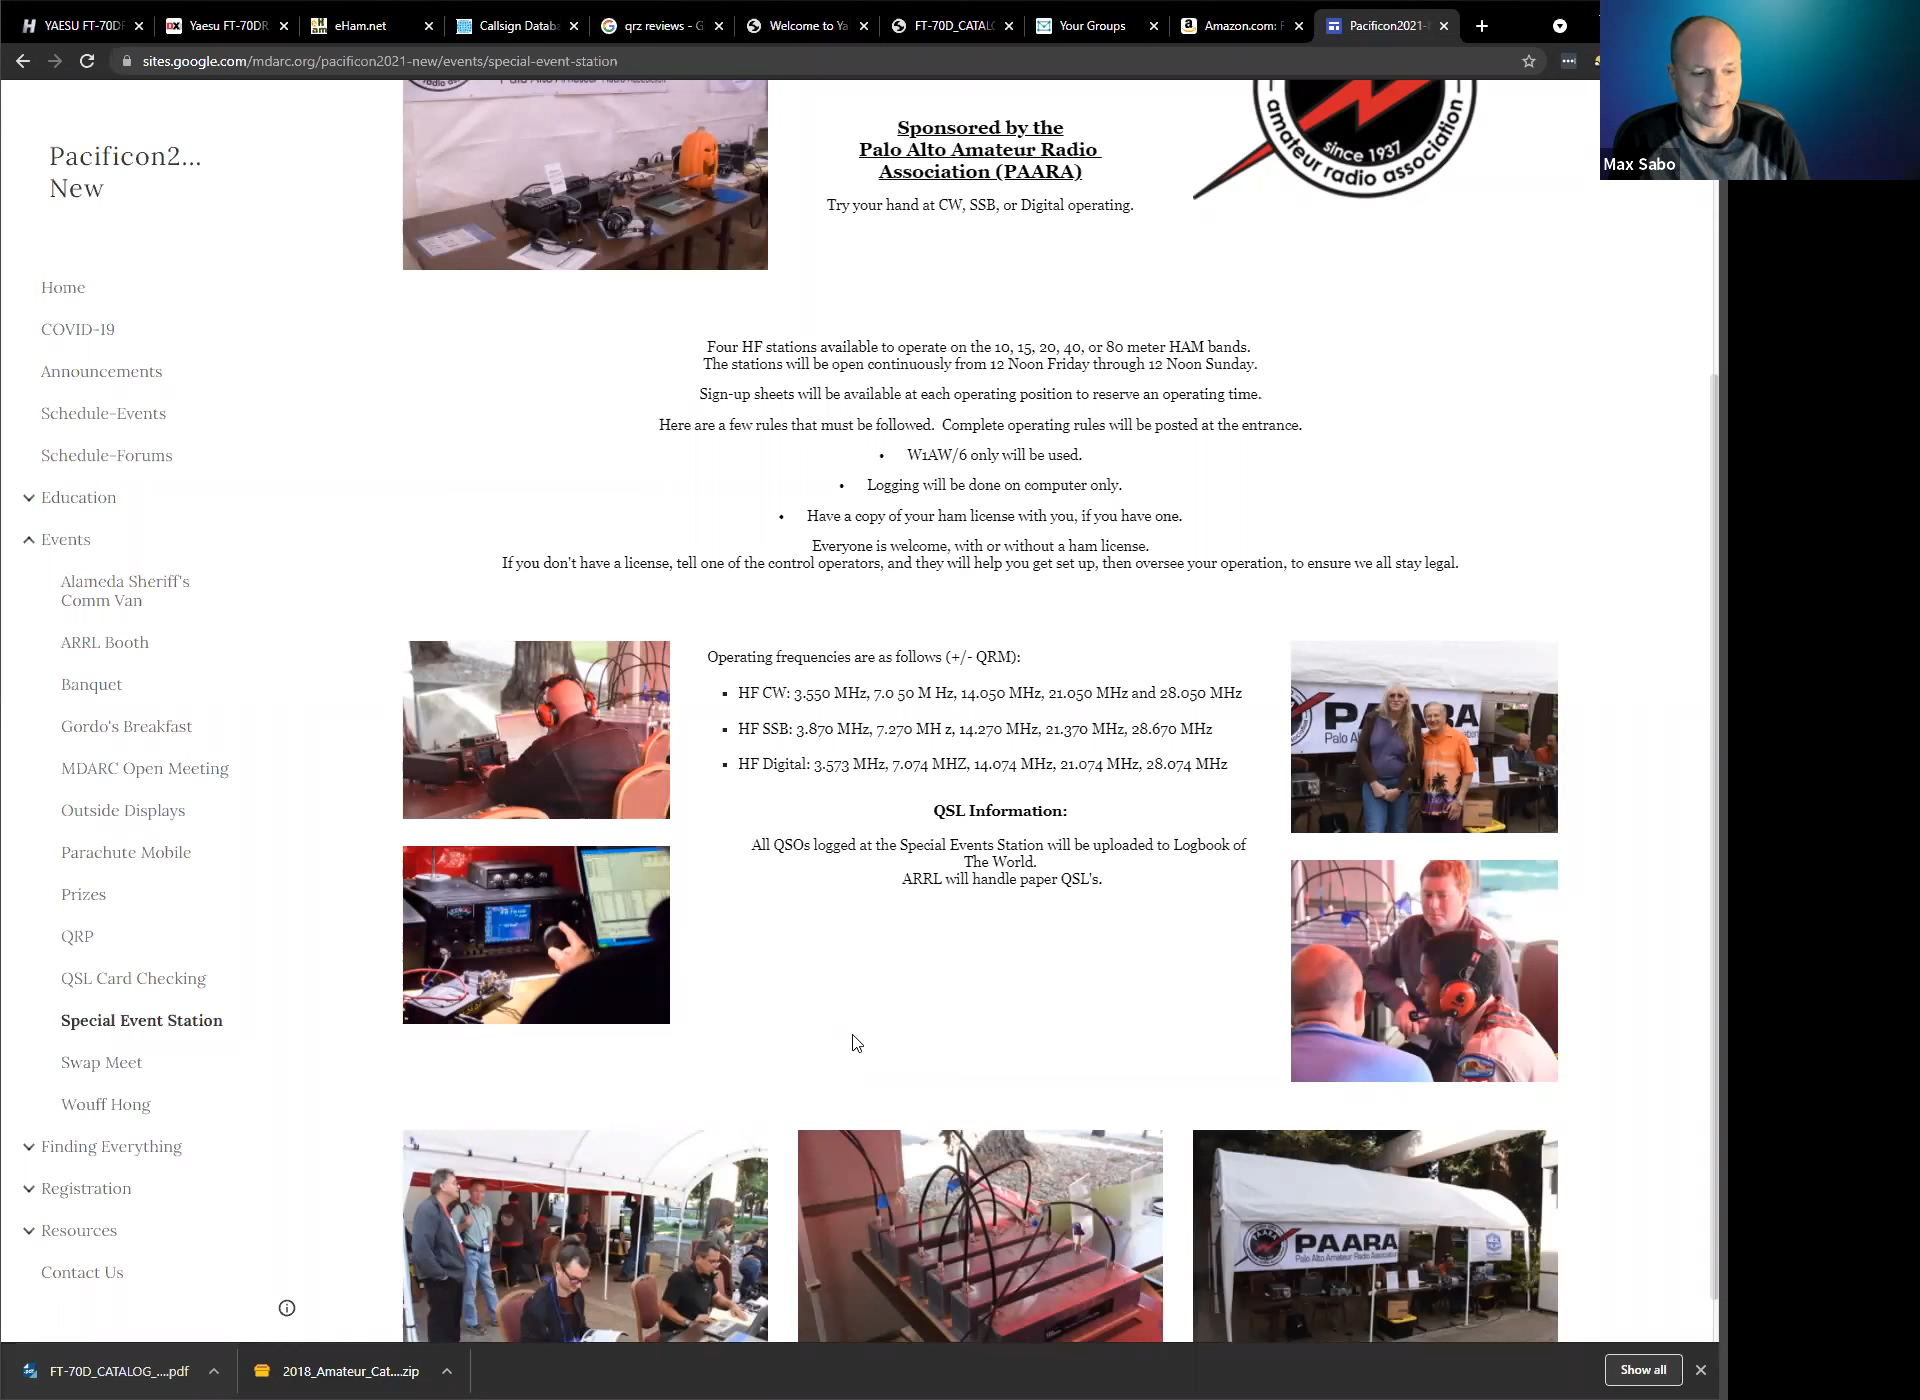 YAESU FT-70DF
Yaesu FT-70DR
eHam.net
Callsign Databa
qrz reviews - G
Welcome to Ya
FT-70D_CATALO
Your Groups
Amazon.com: F
Pacificon2021-
sites.google.com/mdarc.org/pacificon2021-new/events/special-event-station
Max Sabo
Pacificon2...
New
Home
COVID-19
Announcements
Schedule-Events
Schedule-Forums
Education
Events
Alameda Sheriff's
Comm Van
ARRL Booth
Banquet
Gordo's Breakfast
MDARC Open Meeting
Outside Displays
Parachute Mobile
Prizes
QRP
QSL Card Checking
Special Event Station
Swap Meet
Wouff Hong
Finding Everything
Registration
Resources
Contact Us
Sponsored by the
Palo Alto Amateur Radio
Association (PAARA)
Try your hand at CW, SSB, or Digital operating.
since 1937
amateur radio association
Four HF stations available to operate on the 10, 15, 20, 40, or 80 meter HAM bands.
The stations will be open continuously from 12 Noon Friday through 12 Noon Sunday.
Sign-up sheets will be available at each operating position to reserve an operating time.
Here are a few rules that must be followed.  Complete operating rules will be posted at the entrance.
• W1AW/6 only will be used.
• Logging will be done on computer only.
• Have a copy of your ham license with you, if you have one.
Everyone is welcome, with or without a ham license.
If you don't have a license, tell one of the control operators, and they will help you get set up, then oversee your operation, to ensure we all stay legal.
Operating frequencies are as follows (+/- QRM):
▪ HF CW: 3.550 MHz, 7.0 50 M Hz, 14.050 MHz, 21.050 MHz and 28.050 MHz
▪ HF SSB: 3.870 MHz, 7.270 MH z, 14.270 MHz, 21.370 MHz, 28.670 MHz
▪ HF Digital: 3.573 MHz, 7.074 MHZ, 14.074 MHz, 21.074 MHz, 28.074 MHz
QSL Information:
All QSOs logged at the Special Events Station will be uploaded to Logbook of
The World.
ARRL will handle paper QSL's.
PAARA
Palo Alto Amateur Radio Association
FT-70D_CATALOG_....pdf
2018_Amateur_Cat....zip
Show all